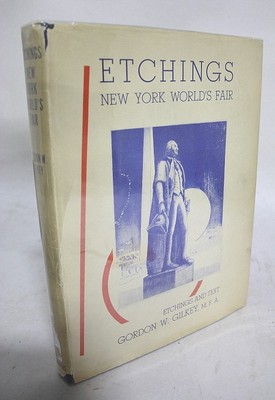 ETCHINGS
NEW YORK WORLD'S FAIR
ETCHINGS AND TEXT
GORDON W. GILKEY, M. F. A.
ETCHINGS
NEW
YORK
WORLD'S
FAIR